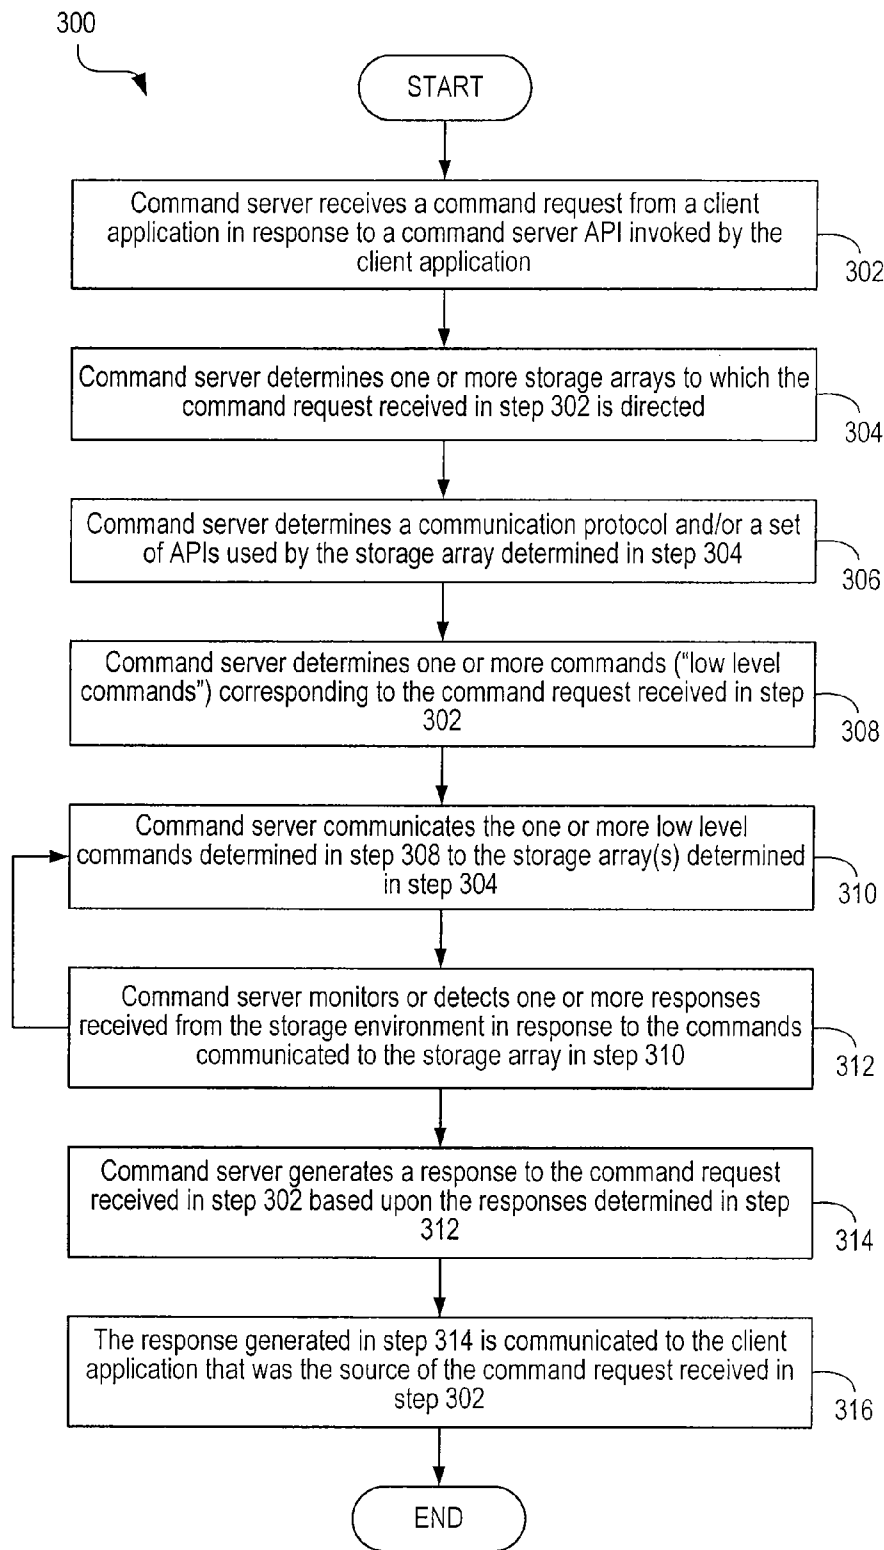 300
START
Command server receives a command request from a client
application in response to a command server API invoked by the
client application
302
Command server determines one or more storage arrays to which the
command request received in step 302 is directed
304
Command server determines a communication protocol and/or a set
of APIs used by the storage array determined in step 304
306
Command server determines one or more commands (“low level
commands”) corresponding to the command request received in step
302
308
Command server communicates the one or more low level
commands determined in step 308 to the storage array(s) determined
in step 304
310
Command server monitors or detects one or more responses
received from the storage environment in response to the commands
communicated to the storage array in step 310
312
Command server generates a response to the command request
received in step 302 based upon the responses determined in step
312
314
The response generated in step 314 is communicated to the client
application that was the source of the command request received in
step 302
316
END